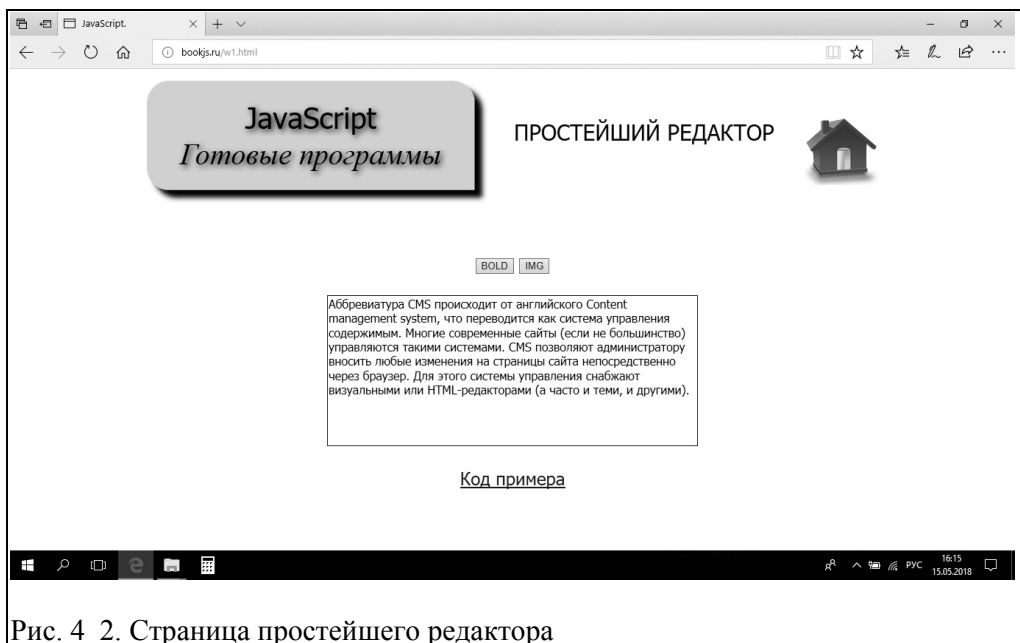 JavaScript.
bookjs.ru/w1.html
JavaScript
Готовые программы
ПРОСТЕЙШИЙ РЕДАКТОР
BOLD IMG
Аббревиатура CMS происходит от английского Content
management system, что переводится как система управления
содержимым. Многие современные сайты (если не большинство)
управляются такими системами. CMS позволяют администратору
вносить любые изменения на страницы сайта непосредственно
через браузер. Для этого системы управления снабжают
визуальными или HTML-редакторами (а часто и теми, и другими).
Код примера
РУС
16:15
15.05.2018
Рис. 4 2. Страница простейшего редактора